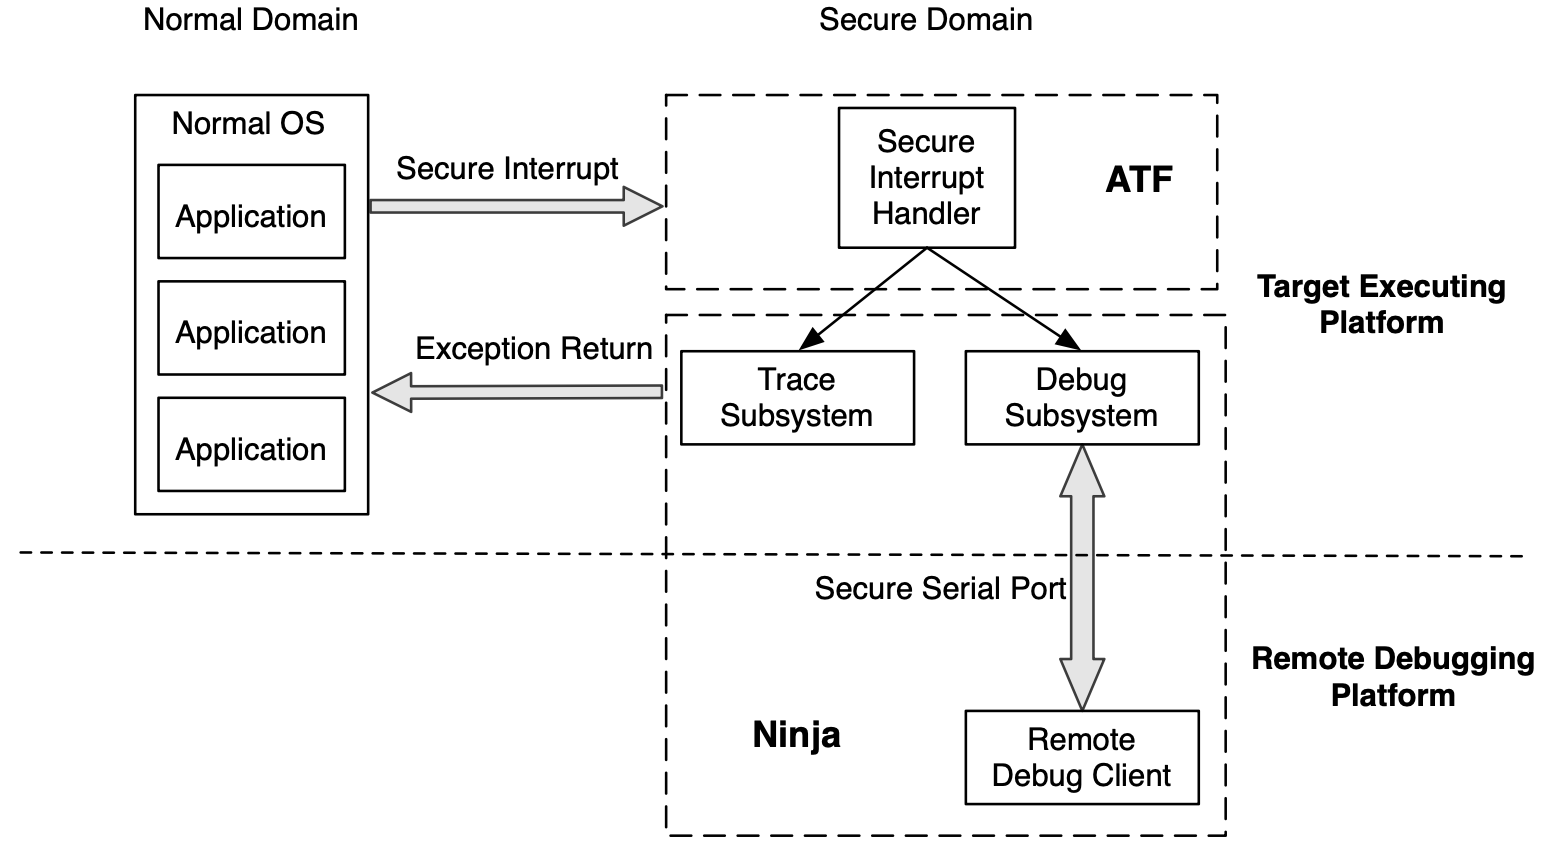 Normal Domain
Secure Domain
Normal OS
Application
Application
Application
Secure Interrupt
Exception Return
Secure
Interrupt
Handler
ATF
Trace
Subsystem
Debug
Subsystem
Target Executing
Platform
Secure Serial Port
Ninja
Remote
Debug Client
Remote Debugging
Platform